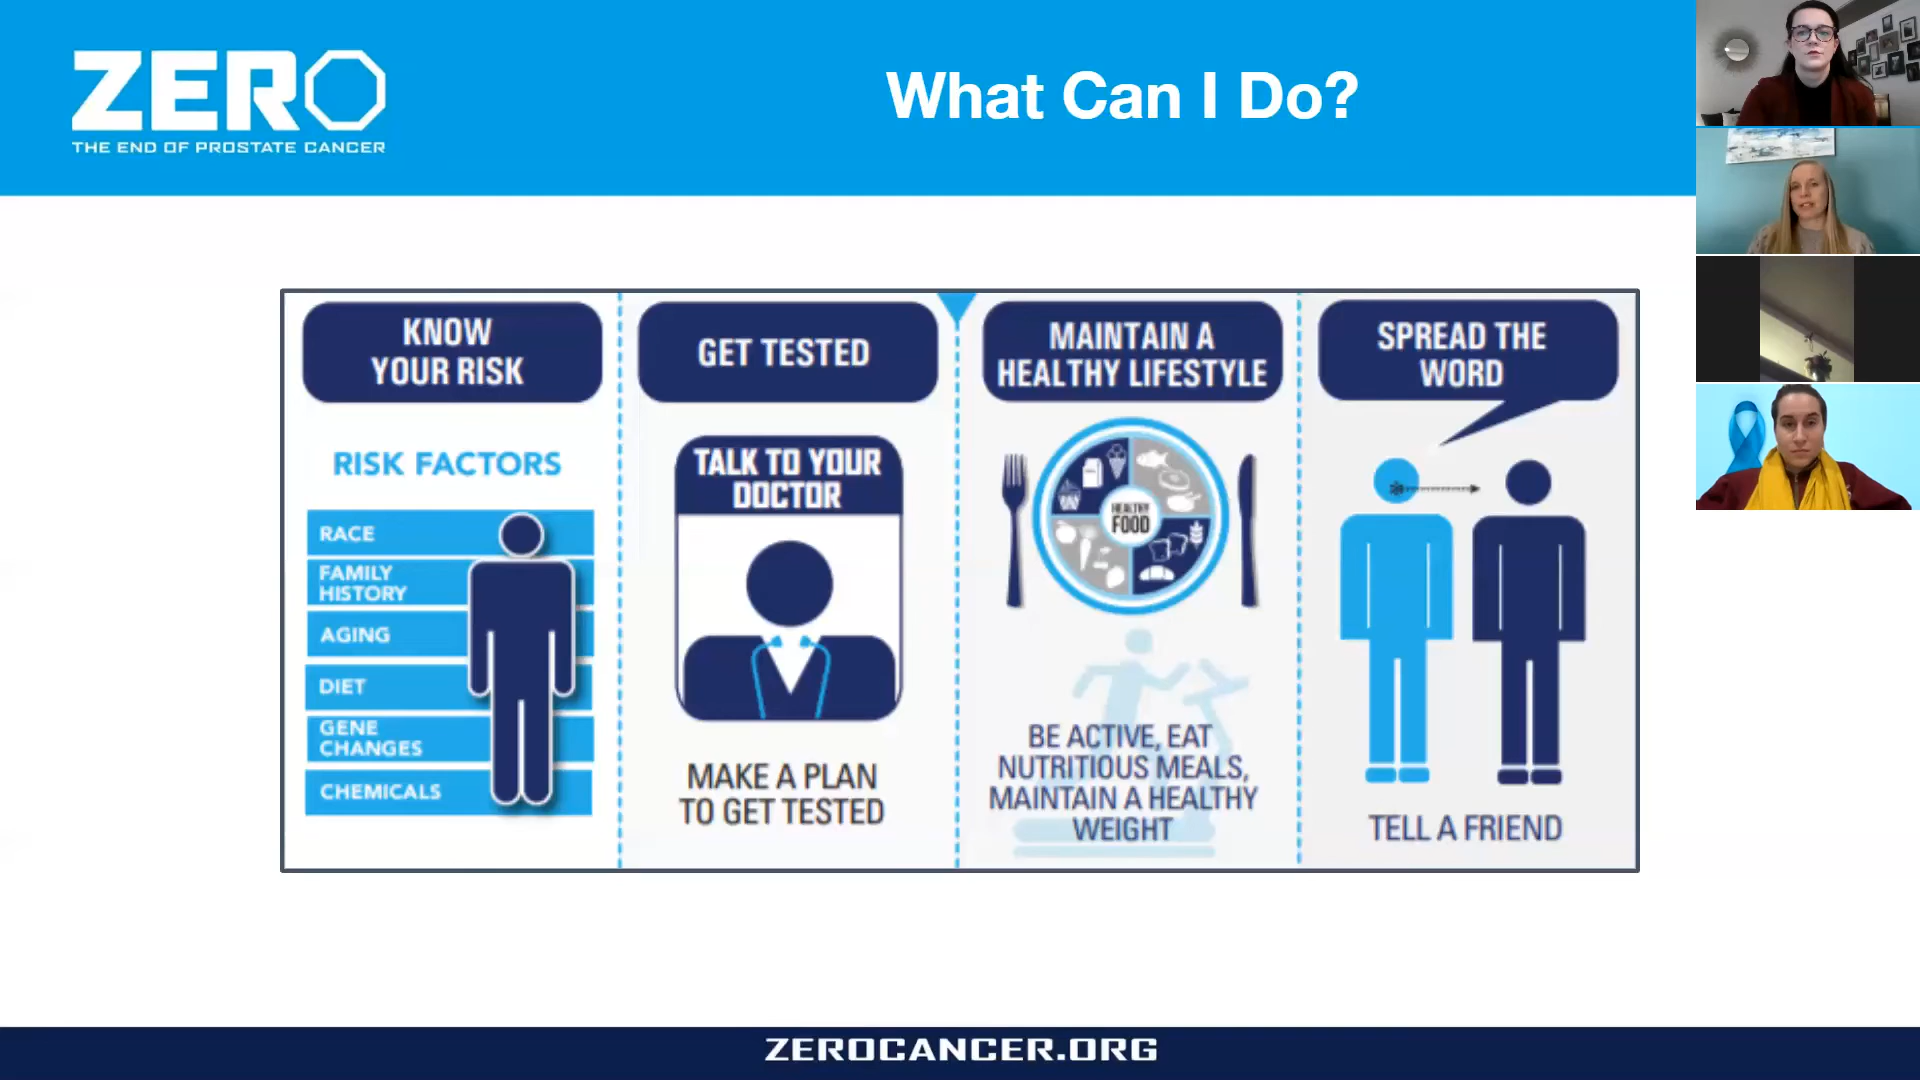 ZERO
THE END OF PROSTATE CANCER
What Can I Do?
KNOW
YOUR RISK
RISK FACTORS
RACE
FAMILY
HISTORY
AGING
DIET
GENE
CHANGES
CHEMICALS
GET TESTED
TALK TO YOUR
DOCTOR
MAKE A PLAN
TO GET TESTED
MAINTAIN A
HEALTHY LIFESTYLE
HEALTHY
FOOD
BE ACTIVE, EAT
NUTRITIOUS MEALS,
MAINTAIN A HEALTHY
WEIGHT
SPREAD THE
WORD
TELL A FRIEND
ZEROCANCER.ORG